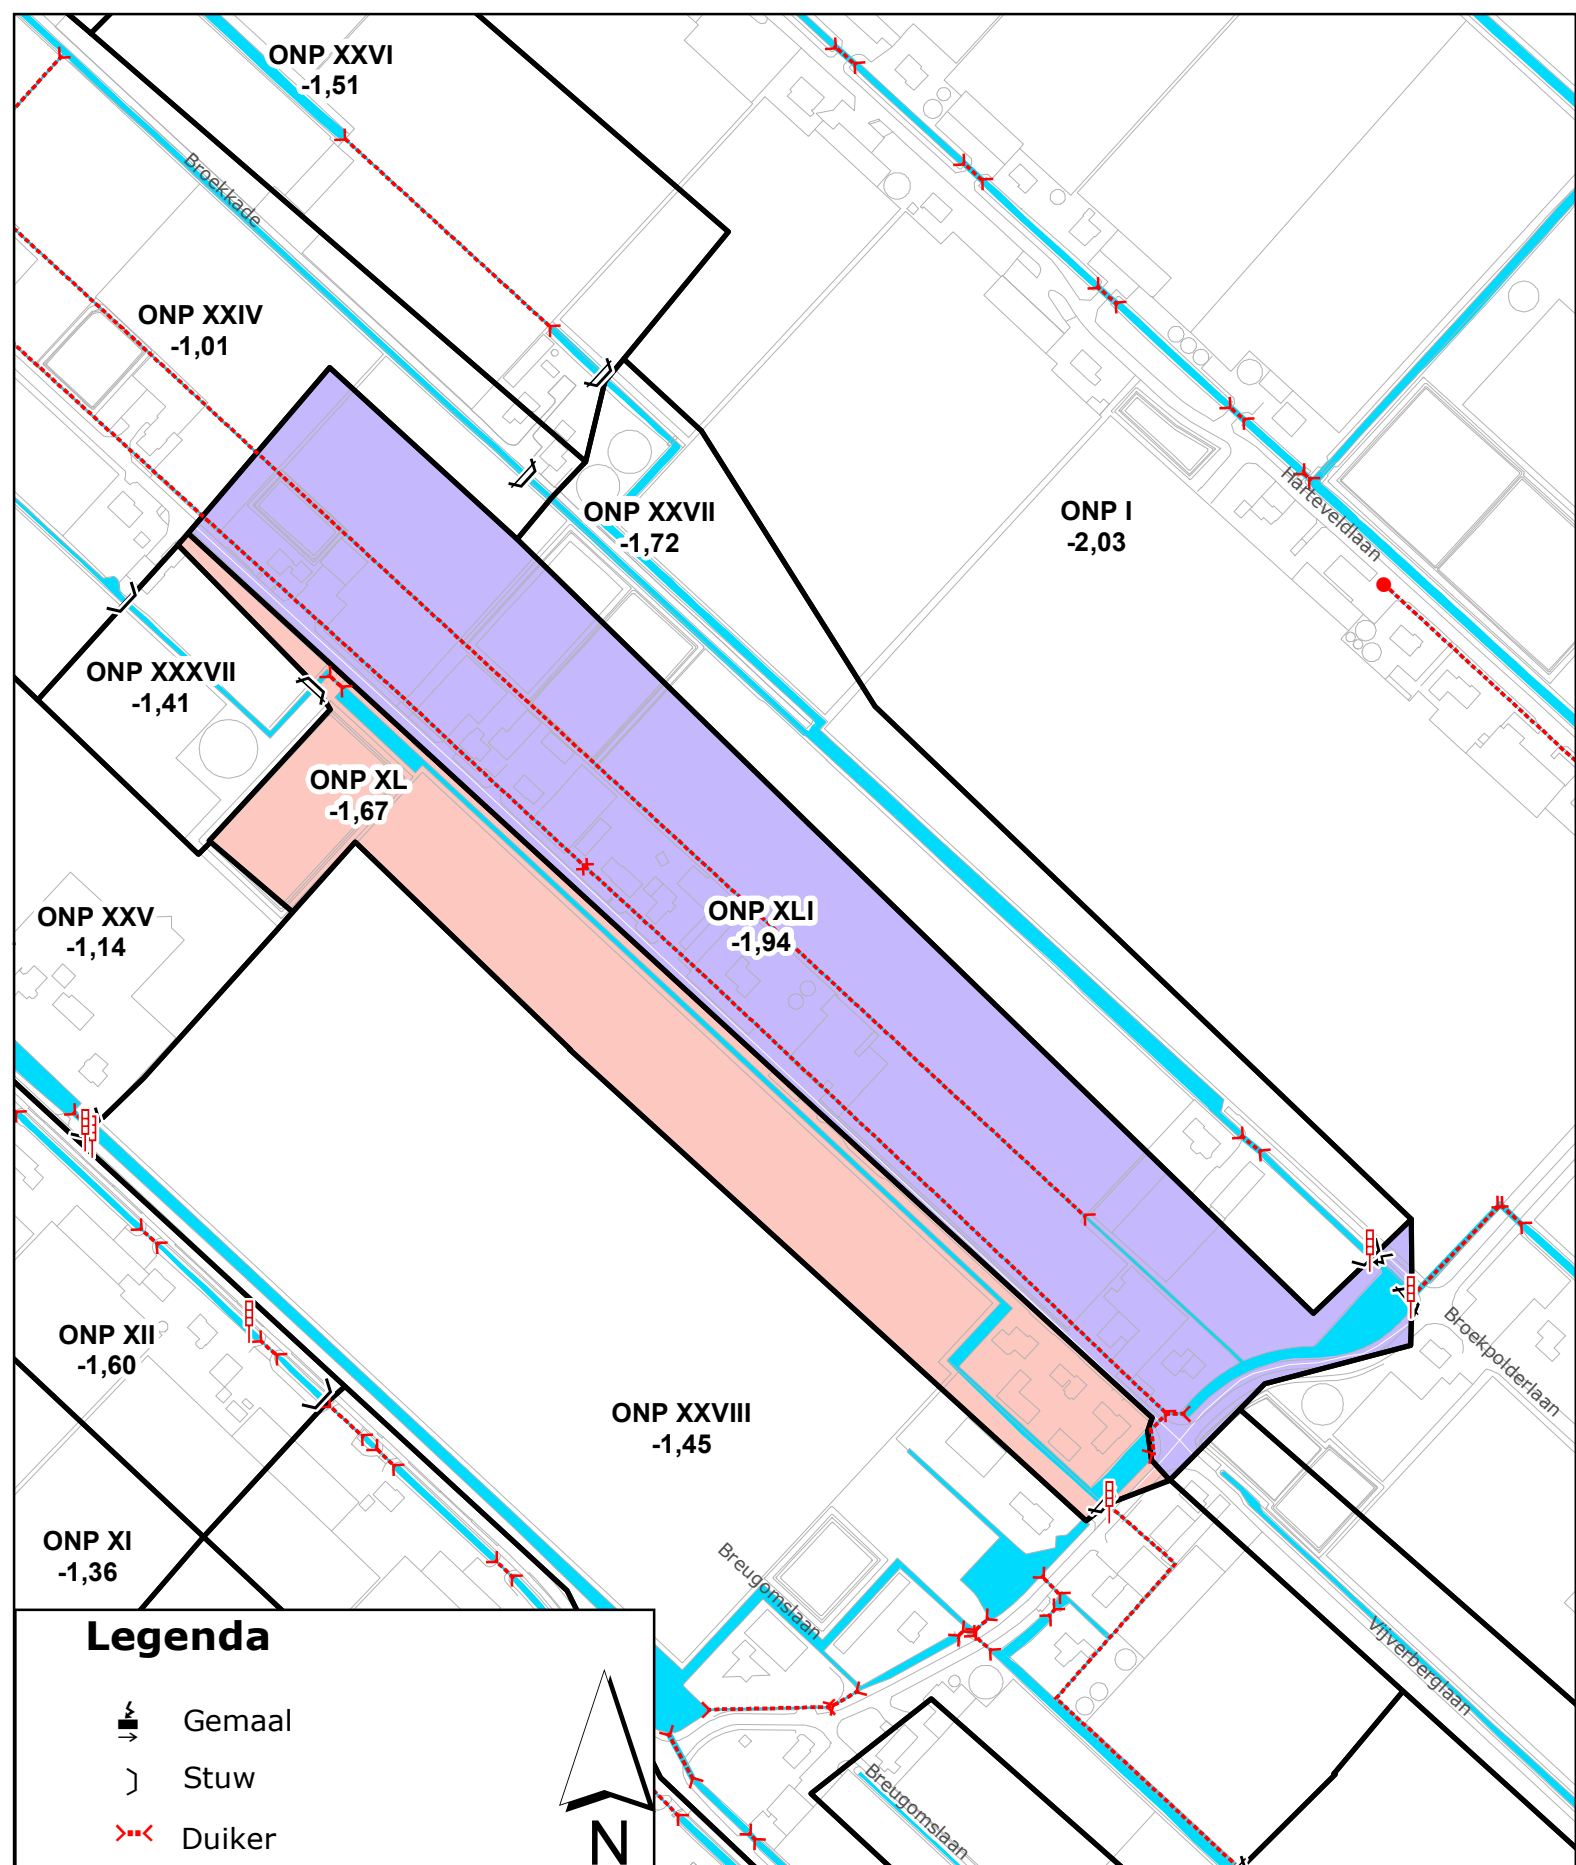 ONP XXVI
-1,51
Broekkade
ONP XXIV
-1,01
ONP XXVII
-1,72
ONP I
-2,03
Harteveldlaan
ONP XXXVII
-1,41
ONP XL
-1,67
ONP XXV
-1,14
ONP XLI
-1,94
ONP XII
-1,60
Broekpolderlaan
ONP XXVIII
-1,45
ONP XI
-1,36
Breugomslaan
Vijverberglaan
Breugomslaan
Legenda
Gemaal
Stuw
Duiker
N